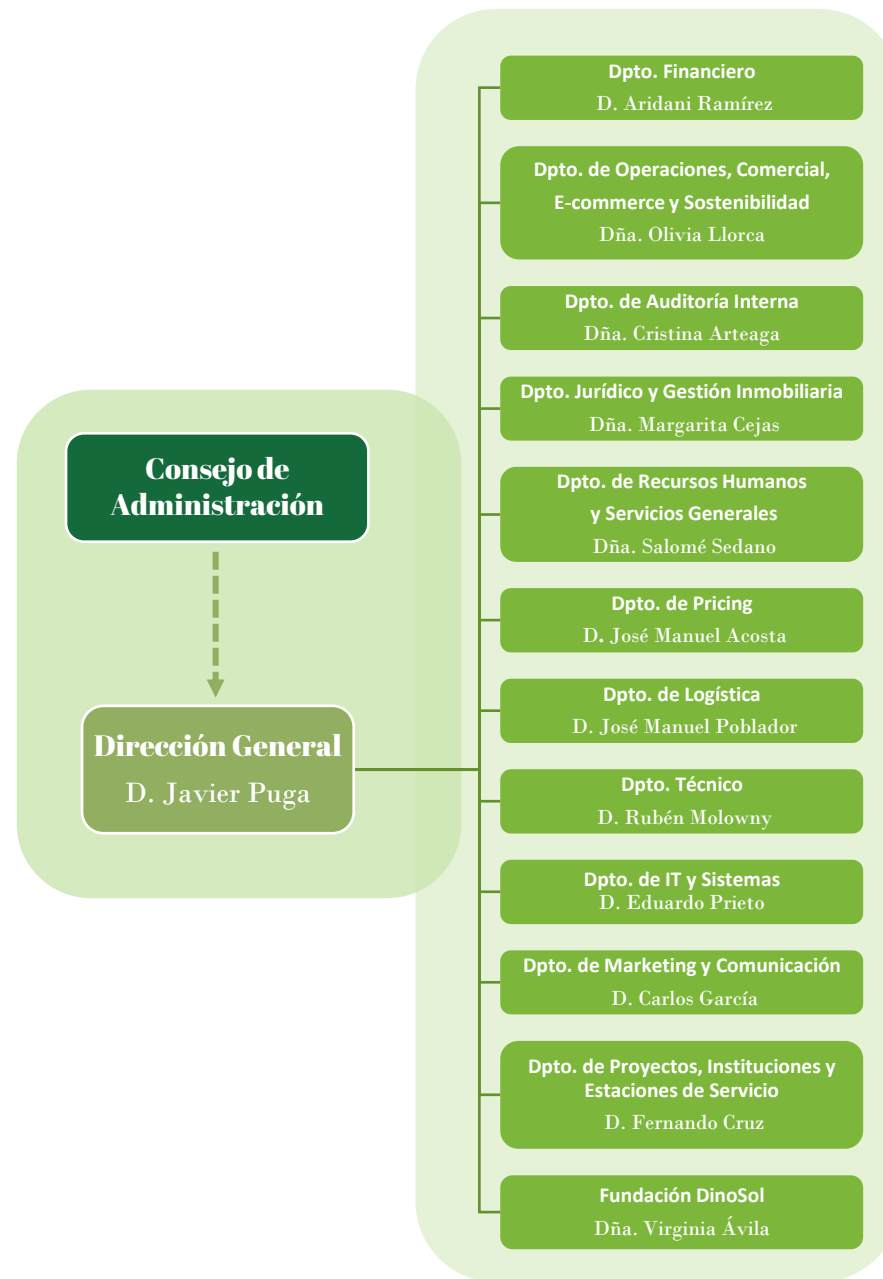 Consejo de
Administración
Dirección General
D. Javier Puga
Dpto. Financiero
D. Aridani Ramírez
Dpto. de Operaciones, Comercial,
E-commerce y Sostenibilidad
Dña. Olivia Llorca
Dpto. de Auditoría Interna
Dña. Cristina Arteaga
Dpto. Jurídico y Gestión Inmobiliaria
Dña. Margarita Cejas
Dpto. de Recursos Humanos
y Servicios Generales
Dña. Salomé Sedano
Dpto. de Pricing
D. José Manuel Acosta
Dpto. de Logística
D. José Manuel Poblador
Dpto. Técnico
D. Rubén Molowny
Dpto. de IT y Sistemas
D. Eduardo Prieto
Dpto. de Marketing y Comunicación
D. Carlos García
Dpto. de Proyectos, Instituciones y
Estaciones de Servicio
D. Fernando Cruz
Fundación DinoSol
Dña. Virginia Ávila